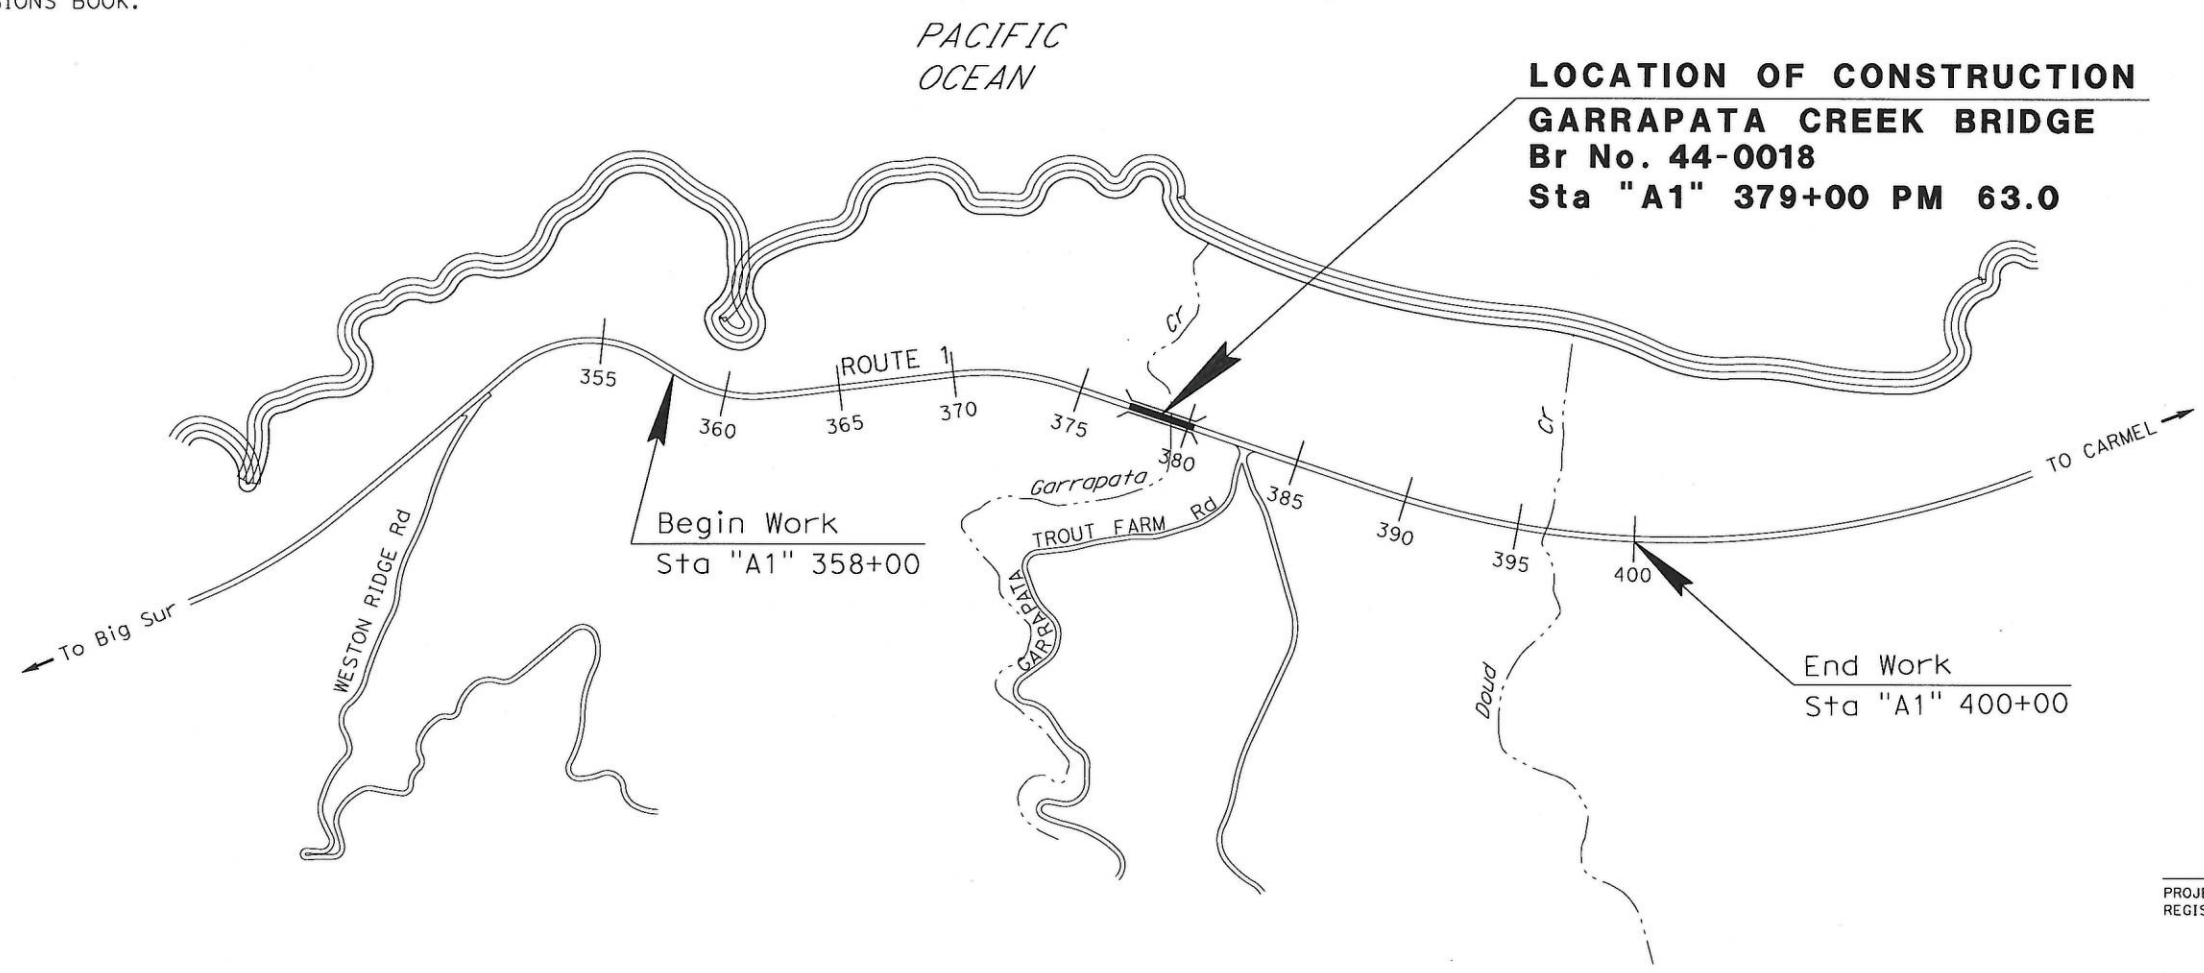 BOOK.
PACIFIC
OCEAN
LOCATION OF CONSTRUCTION
GARRAPATA CREEK BRIDGE
Br No. 44-0018
Sta "A1" 379+00 PM 63.0
Cr
ROUTE 1
355
360
365
370
375
380
385
390
395
400
Cr
TO CARMEL
Garrapata
TROUT FARM Rd
GARRAPATA
Begin Work
Sta "A1" 358+00
WESTON RIDGE Rd
To Big Sur
Doud
End Work
Sta "A1" 400+00